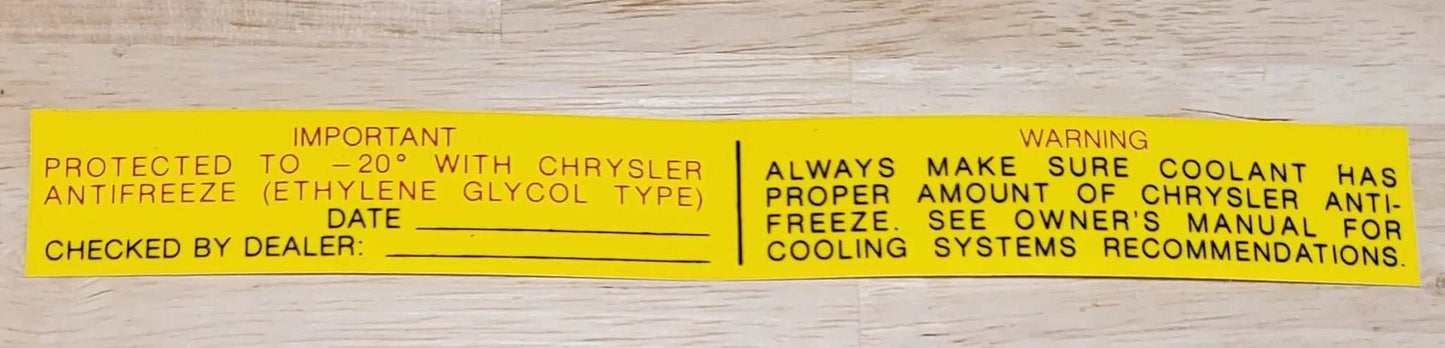 IMPORTANT
PROTECTED TO −20° WITH CHRYSLER
ANTIFREEZE (ETHYLENE GLYCOL TYPE)
DATE
CHECKED BY DEALER:
WARNING
ALWAYS MAKE SURE COOLANT HAS
PROPER AMOUNT OF CHRYSLER ANTI-
FREEZE. SEE OWNER'S MANUAL FOR
COOLING SYSTEMS RECOMMENDATIONS.